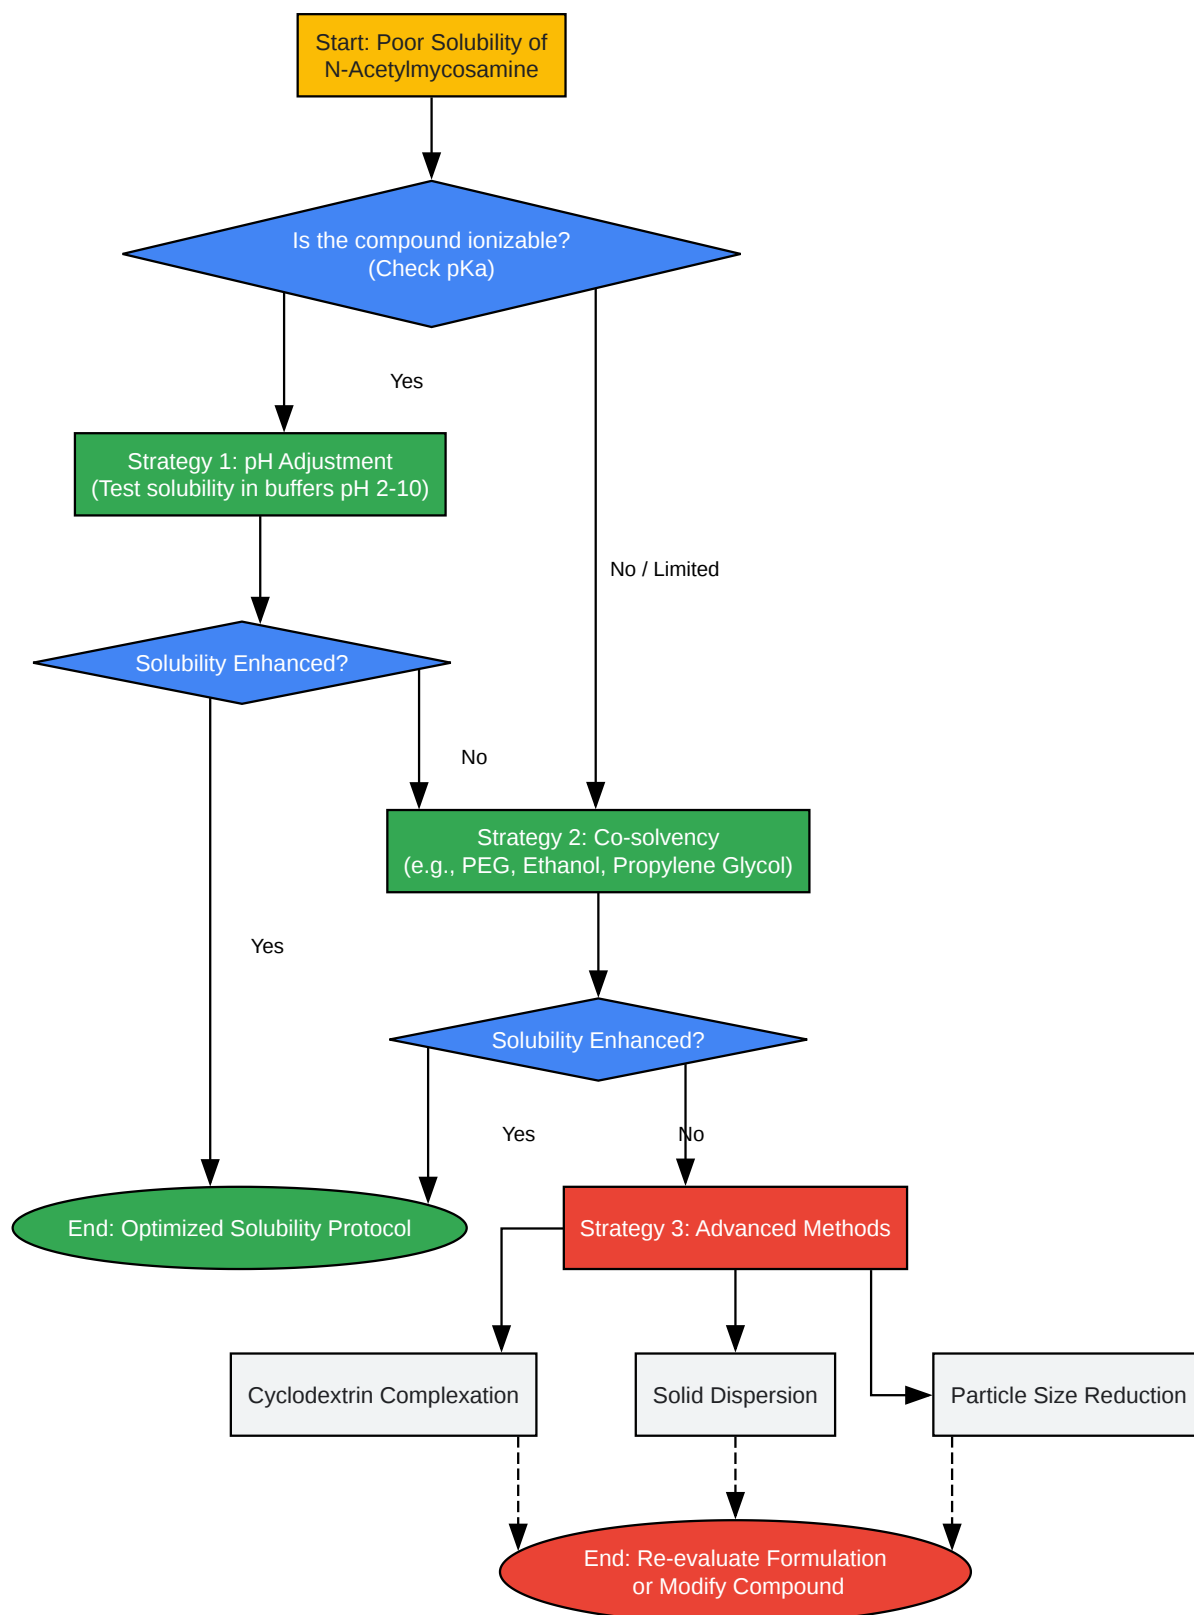 Start: Poor Solubility of
N-Acetylmycosamine
Is the compound ionizable?
(Check pKa)
Yes
Strategy 1: pH Adjustment
(Test solubility in buffers pH 2-10)
No / Limited
Solubility Enhanced?
No
Strategy 2: Co-solvency
(e.g., PEG, Ethanol, Propylene Glycol)
Yes
Solubility Enhanced?
Yes
No
End: Optimized Solubility Protocol
Strategy 3: Advanced Methods
Cyclodextrin Complexation
Solid Dispersion
Particle Size Reduction
End: Re-evaluate Formulation
or Modify Compound